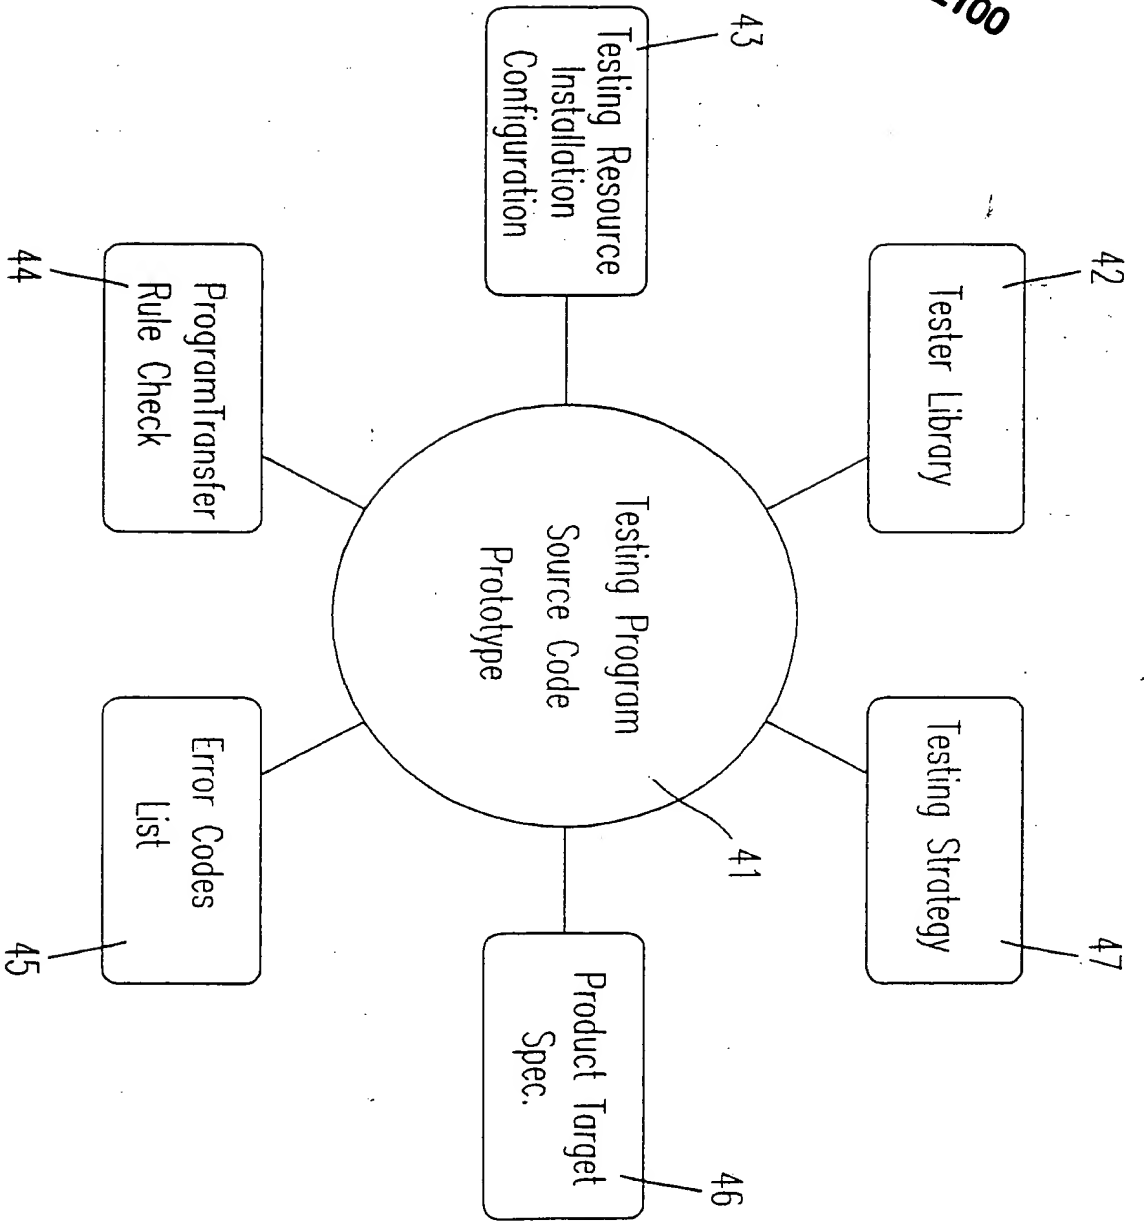 2100
42
Tester Library
47
Testing Strategy
43
Testing Resource
Installation
Configuration
41
Testing Program
Source Code
Prototype
46
Product Target
Spec.
44
ProgramTransfer
Rule Check
45
Error Codes
List